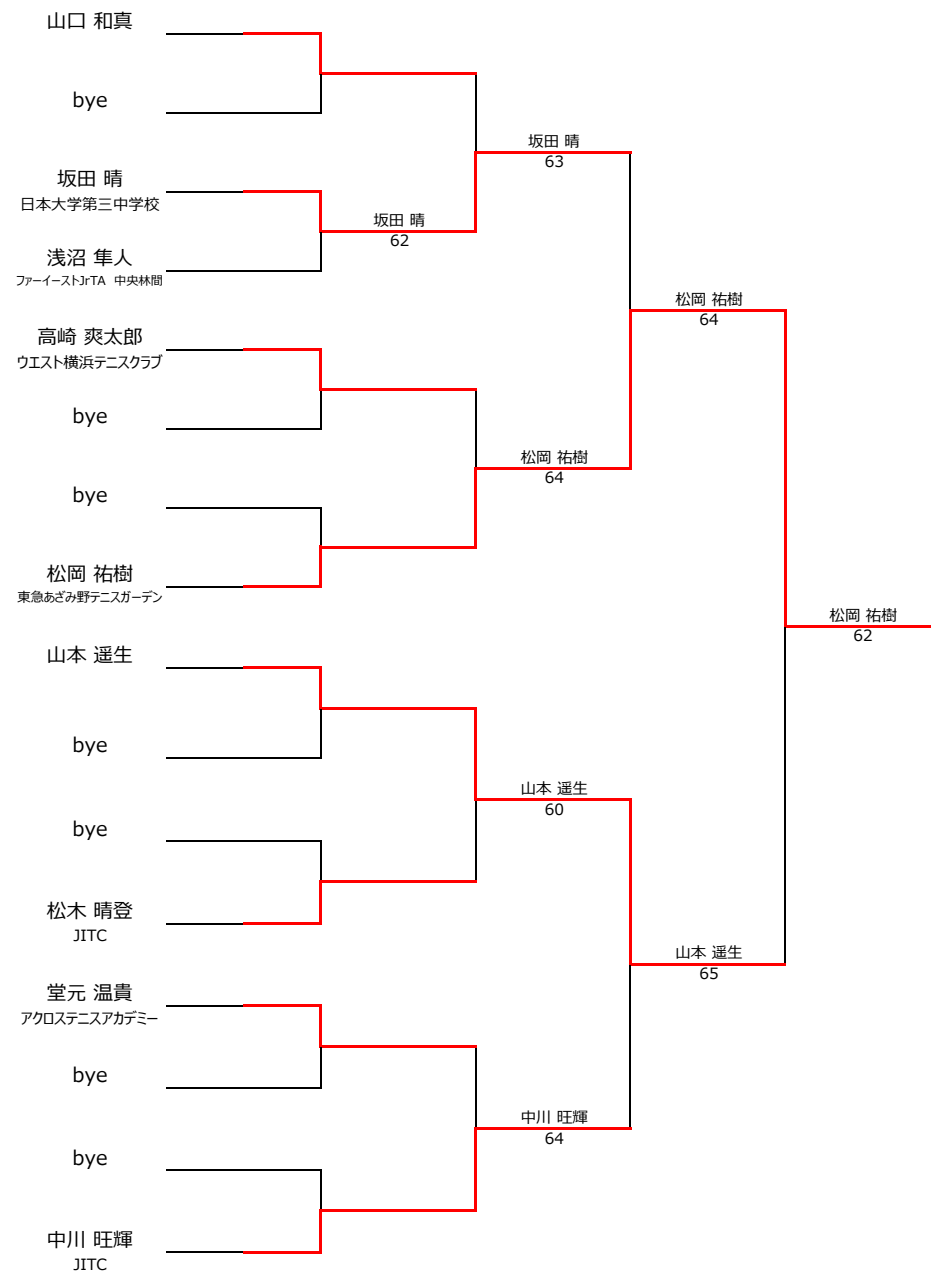 山口 和真
bye
坂田 晴
日本大学第三中学校
浅沼 隼人
ファーイーストJrTA　中央林間
高崎 爽太郎
ウエスト横浜テニスクラブ
bye
bye
松岡 祐樹
東急あざみ野テニスガーデン
山本 遥生
bye
bye
松木 晴登
JITC
堂元 温貴
アクロステニスアカデミー
bye
bye
中川 旺輝
JITC
坂田 晴
62
坂田 晴
63
松岡 祐樹
64
山本 遥生
60
中川 旺輝
64
松岡 祐樹
64
山本 遥生
65
松岡 祐樹
62